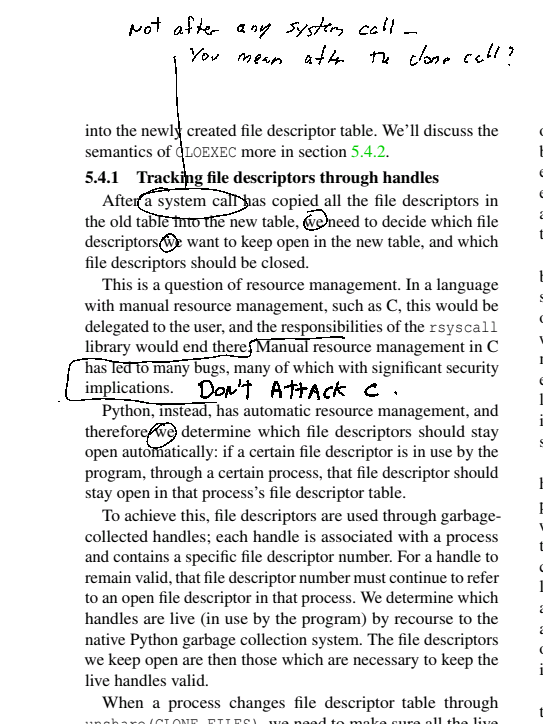 Not after any system call –
You mean after the clone call?
into the newly created file descriptor table. We'll discuss the
semantics of CLOEXEC more in section 5.4.2.
5.4.1 Tracking file descriptors through handles
After a system call has copied all the file descriptors in
the old table into the new table, we need to decide which file
descriptors we want to keep open in the new table, and which
file descriptors should be closed.
This is a question of resource management. In a language
with manual resource management, such as C, this would be
delegated to the user, and the responsibilities of the rsyscall
library would end there. Manual resource management in C
has led to many bugs, many of which with significant security
implications.
DON'T ATTACK C.
Python, instead, has automatic resource management, and
therefore we determine which file descriptors should stay
open automatically: if a certain file descriptor is in use by the
program, through a certain process, that file descriptor should
stay open in that process's file descriptor table.
To achieve this, file descriptors are used through garbage-
collected handles; each handle is associated with a process
and contains a specific file descriptor number. For a handle to
remain valid, that file descriptor number must continue to refer
to an open file descriptor in that process. We determine which
handles are live (in use by the program) by recourse to the
native Python garbage collection system. The file descriptors
we keep open are then those which are necessary to keep the
live handles valid.
When a process changes file descriptor table through
unshare(CLONE_FILES), we need to make sure all the live